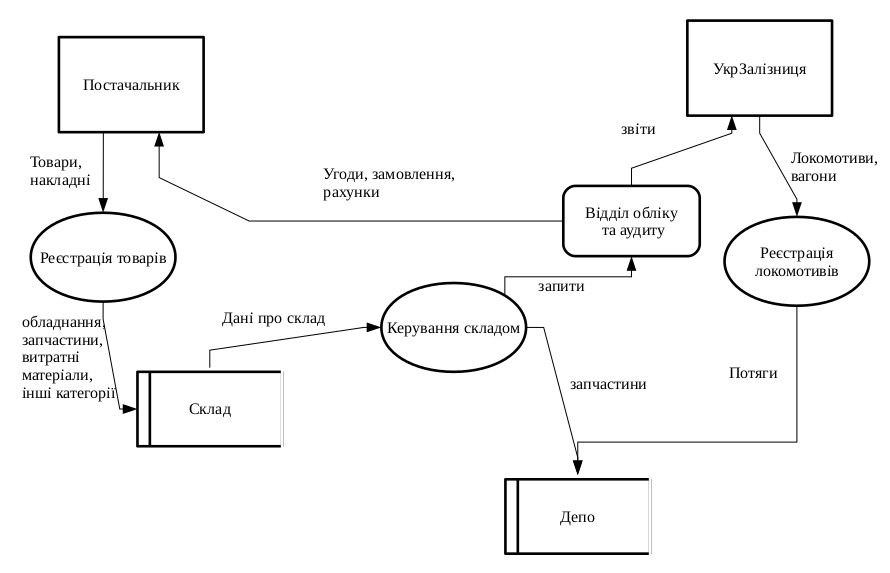 УкрЗалізниця
Постачальник
звіти
Товари,
накладні
Угоди, замовлення,
рахунки
Локомотиви,
вагони
Відділ обліку
та аудиту
Реєстрація товарів
Реєстрація
локомотивів
запити
обладнання,
запчастини,
витратні
матеріали,
інші категорії
Дані про склад
Керування складом
Потяги
запчастини
Склад
Депо